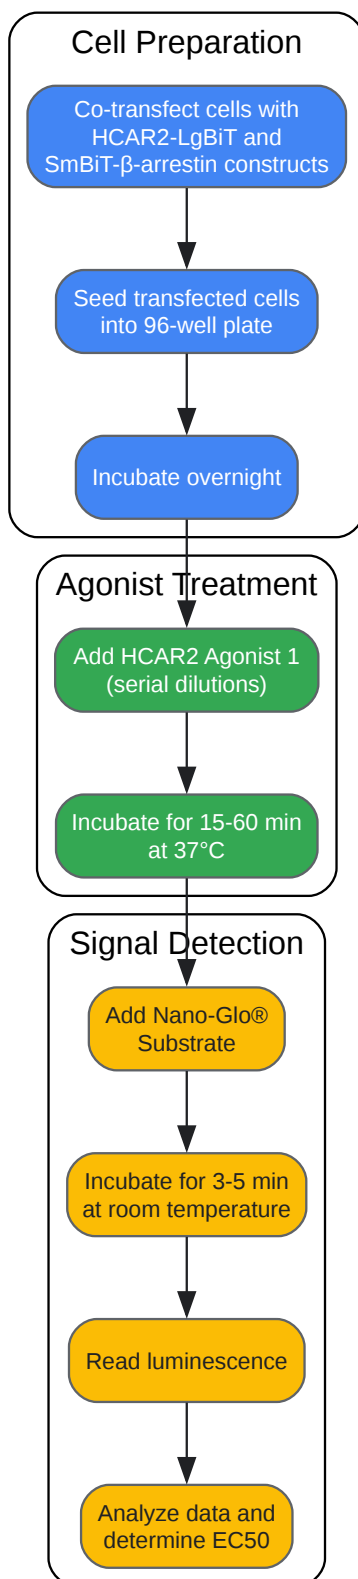 Cell Preparation
Co-transfect cells with
HCAR2-LgBiT and
SmBiT-β-arrestin constructs
Seed transfected cells
into 96-well plate
Incubate overnight
Agonist Treatment
Add HCAR2 Agonist 1
(serial dilutions)
Incubate for 15-60 min
at 37°C
Signal Detection
Add Nano-Glo®
Substrate
Incubate for 3-5 min
at room temperature
Read luminescence
Analyze data and
determine EC50